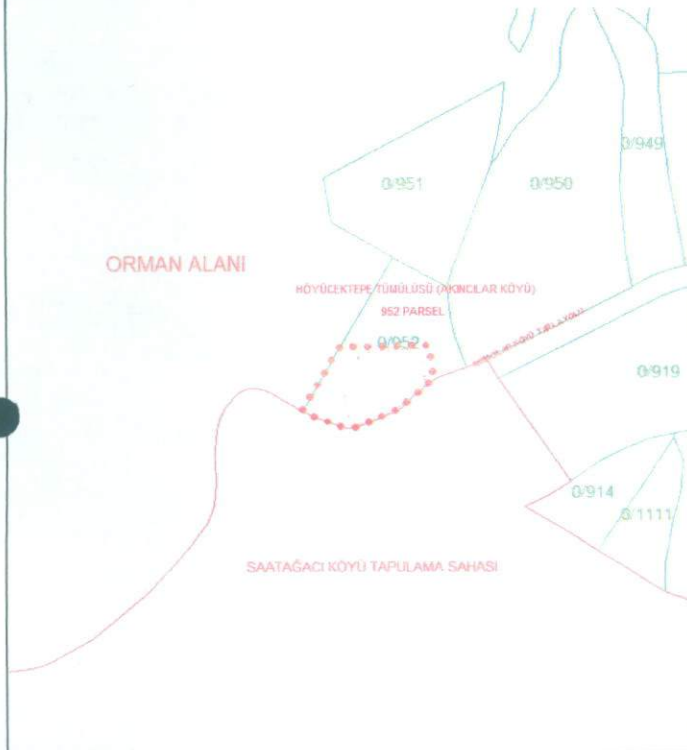 0/949
0/951
0/950
ORMAN ALANI
HÖYÜCEKTEPE TÜMÜLÜSÜ (AKINCILAR KÖYÜ)
952 PARSEL
0/952
0/919
0/914
0/1111
SAATAĞACI KÖYÜ TAPULAMA SAHASI